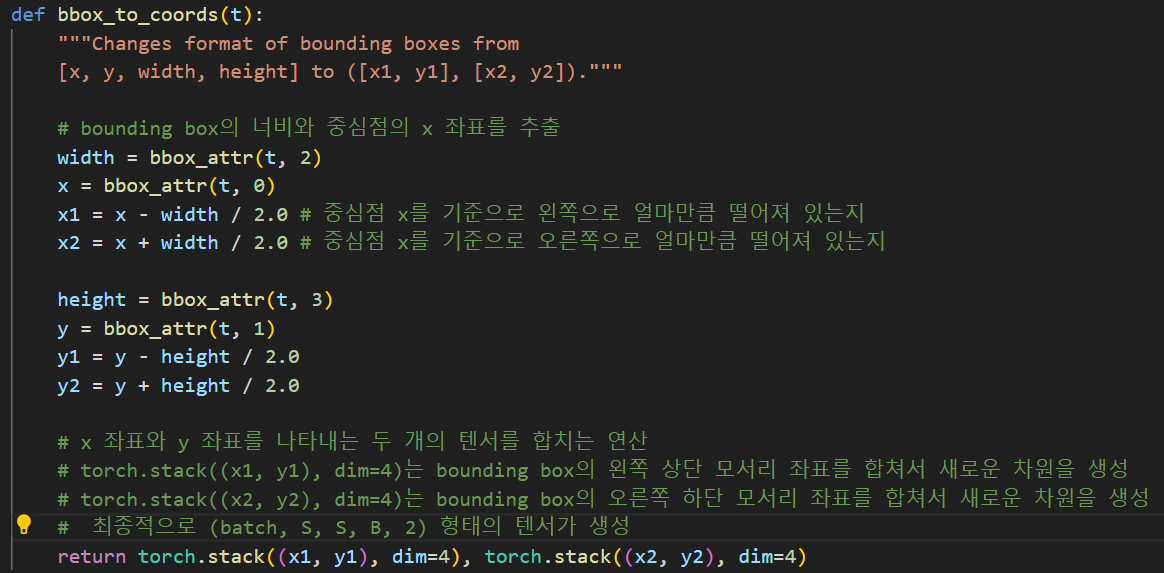 def bbox_to_coords(t):
    """Changes format of bounding boxes from
    [x, y, width, height] to ([x1, y1], [x2, y2])."""
    # bounding box의 너비와 중심점의 x 좌표를 추출
    width = bbox_attr(t, 2)
    x = bbox_attr(t, 0)
    x1 = x - width / 2.0 # 중심점 x를 기준으로 왼쪽으로 얼마만큼 떨어져 있는지
    x2 = x + width / 2.0 # 중심점 x를 기준으로 오른쪽으로 얼마만큼 떨어져 있는지
    height = bbox_attr(t, 3)
    y = bbox_attr(t, 1)
    y1 = y - height / 2.0
    y2 = y + height / 2.0
    # x 좌표와 y 좌표를 나타내는 두 개의 텐서를 합치는 연산
    # torch.stack((x1, y1), dim=4)는 bounding box의 왼쪽 상단 모서리 좌표를 합쳐서 새로운 차원을 생성
    # torch.stack((x2, y2), dim=4)는 bounding box의 오른쪽 하단 모서리 좌표를 합쳐서 새로운 차원을 생성
    #  최종적으로 (batch, S, S, B, 2) 형태의 텐서가 생성
    return torch.stack((x1, y1), dim=4), torch.stack((x2, y2), dim=4)